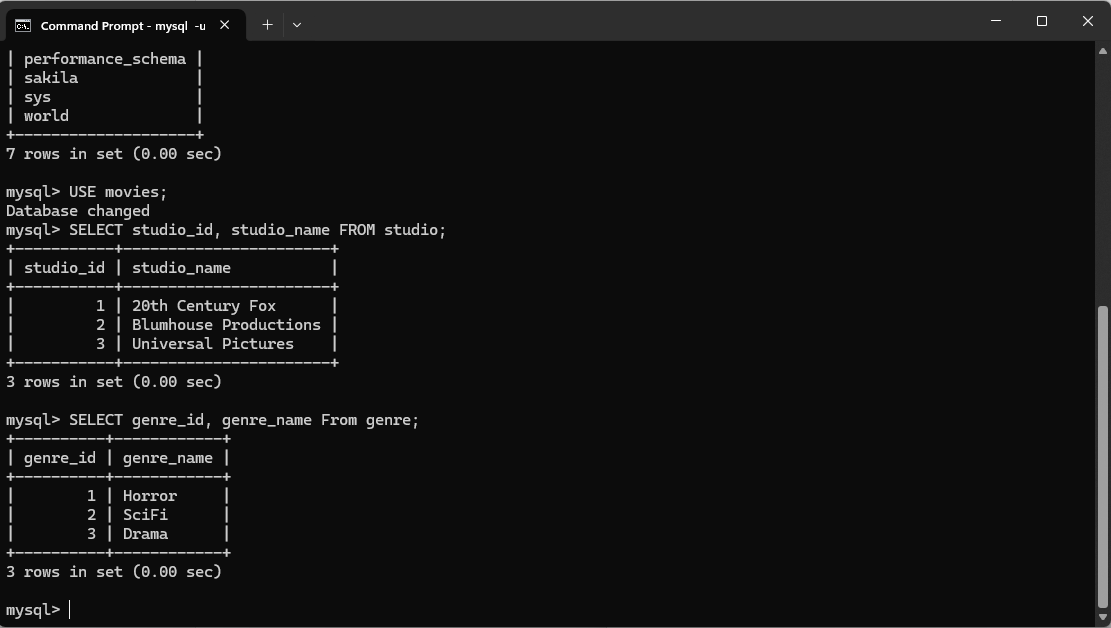 Command Prompt - mysql -u
| performance_schema |
| sakila             |
| sys                |
| world              |
+--------------------+
7 rows in set (0.00 sec)
mysql> USE movies;
Database changed
mysql> SELECT studio_id, studio_name FROM studio;
+-----------+-----------------------+
| studio_id | studio_name           |
+-----------+-----------------------+
|         1 | 20th Century Fox      |
|         2 | Blumhouse Productions |
|         3 | Universal Pictures    |
+-----------+-----------------------+
3 rows in set (0.00 sec)
mysql> SELECT genre_id, genre_name From genre;
+----------+------------+
| genre_id | genre_name |
+----------+------------+
|        1 | Horror     |
|        2 | SciFi      |
|        3 | Drama      |
+----------+------------+
3 rows in set (0.00 sec)
mysql>